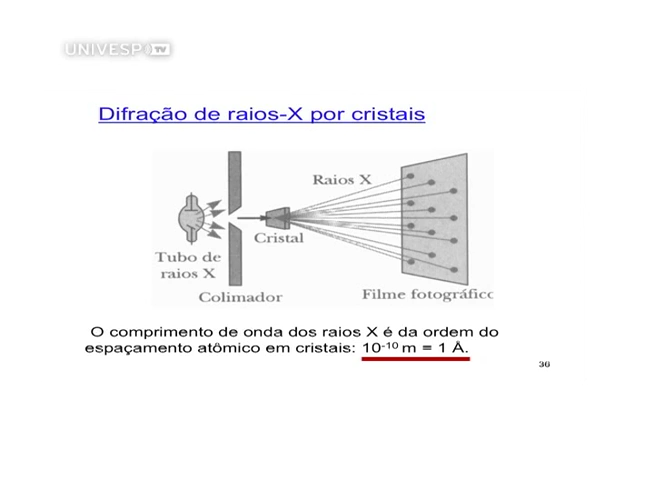 UNIVESP TV
Difração de raios-X por cristais
Raios X
Cristal
Tubo de
raios X
Colimador
Filme fotográfico
O comprimento de onda dos raios X é da ordem do
espaçamento atômico em cristais: 10⁻¹⁰ m = 1 Å.
36